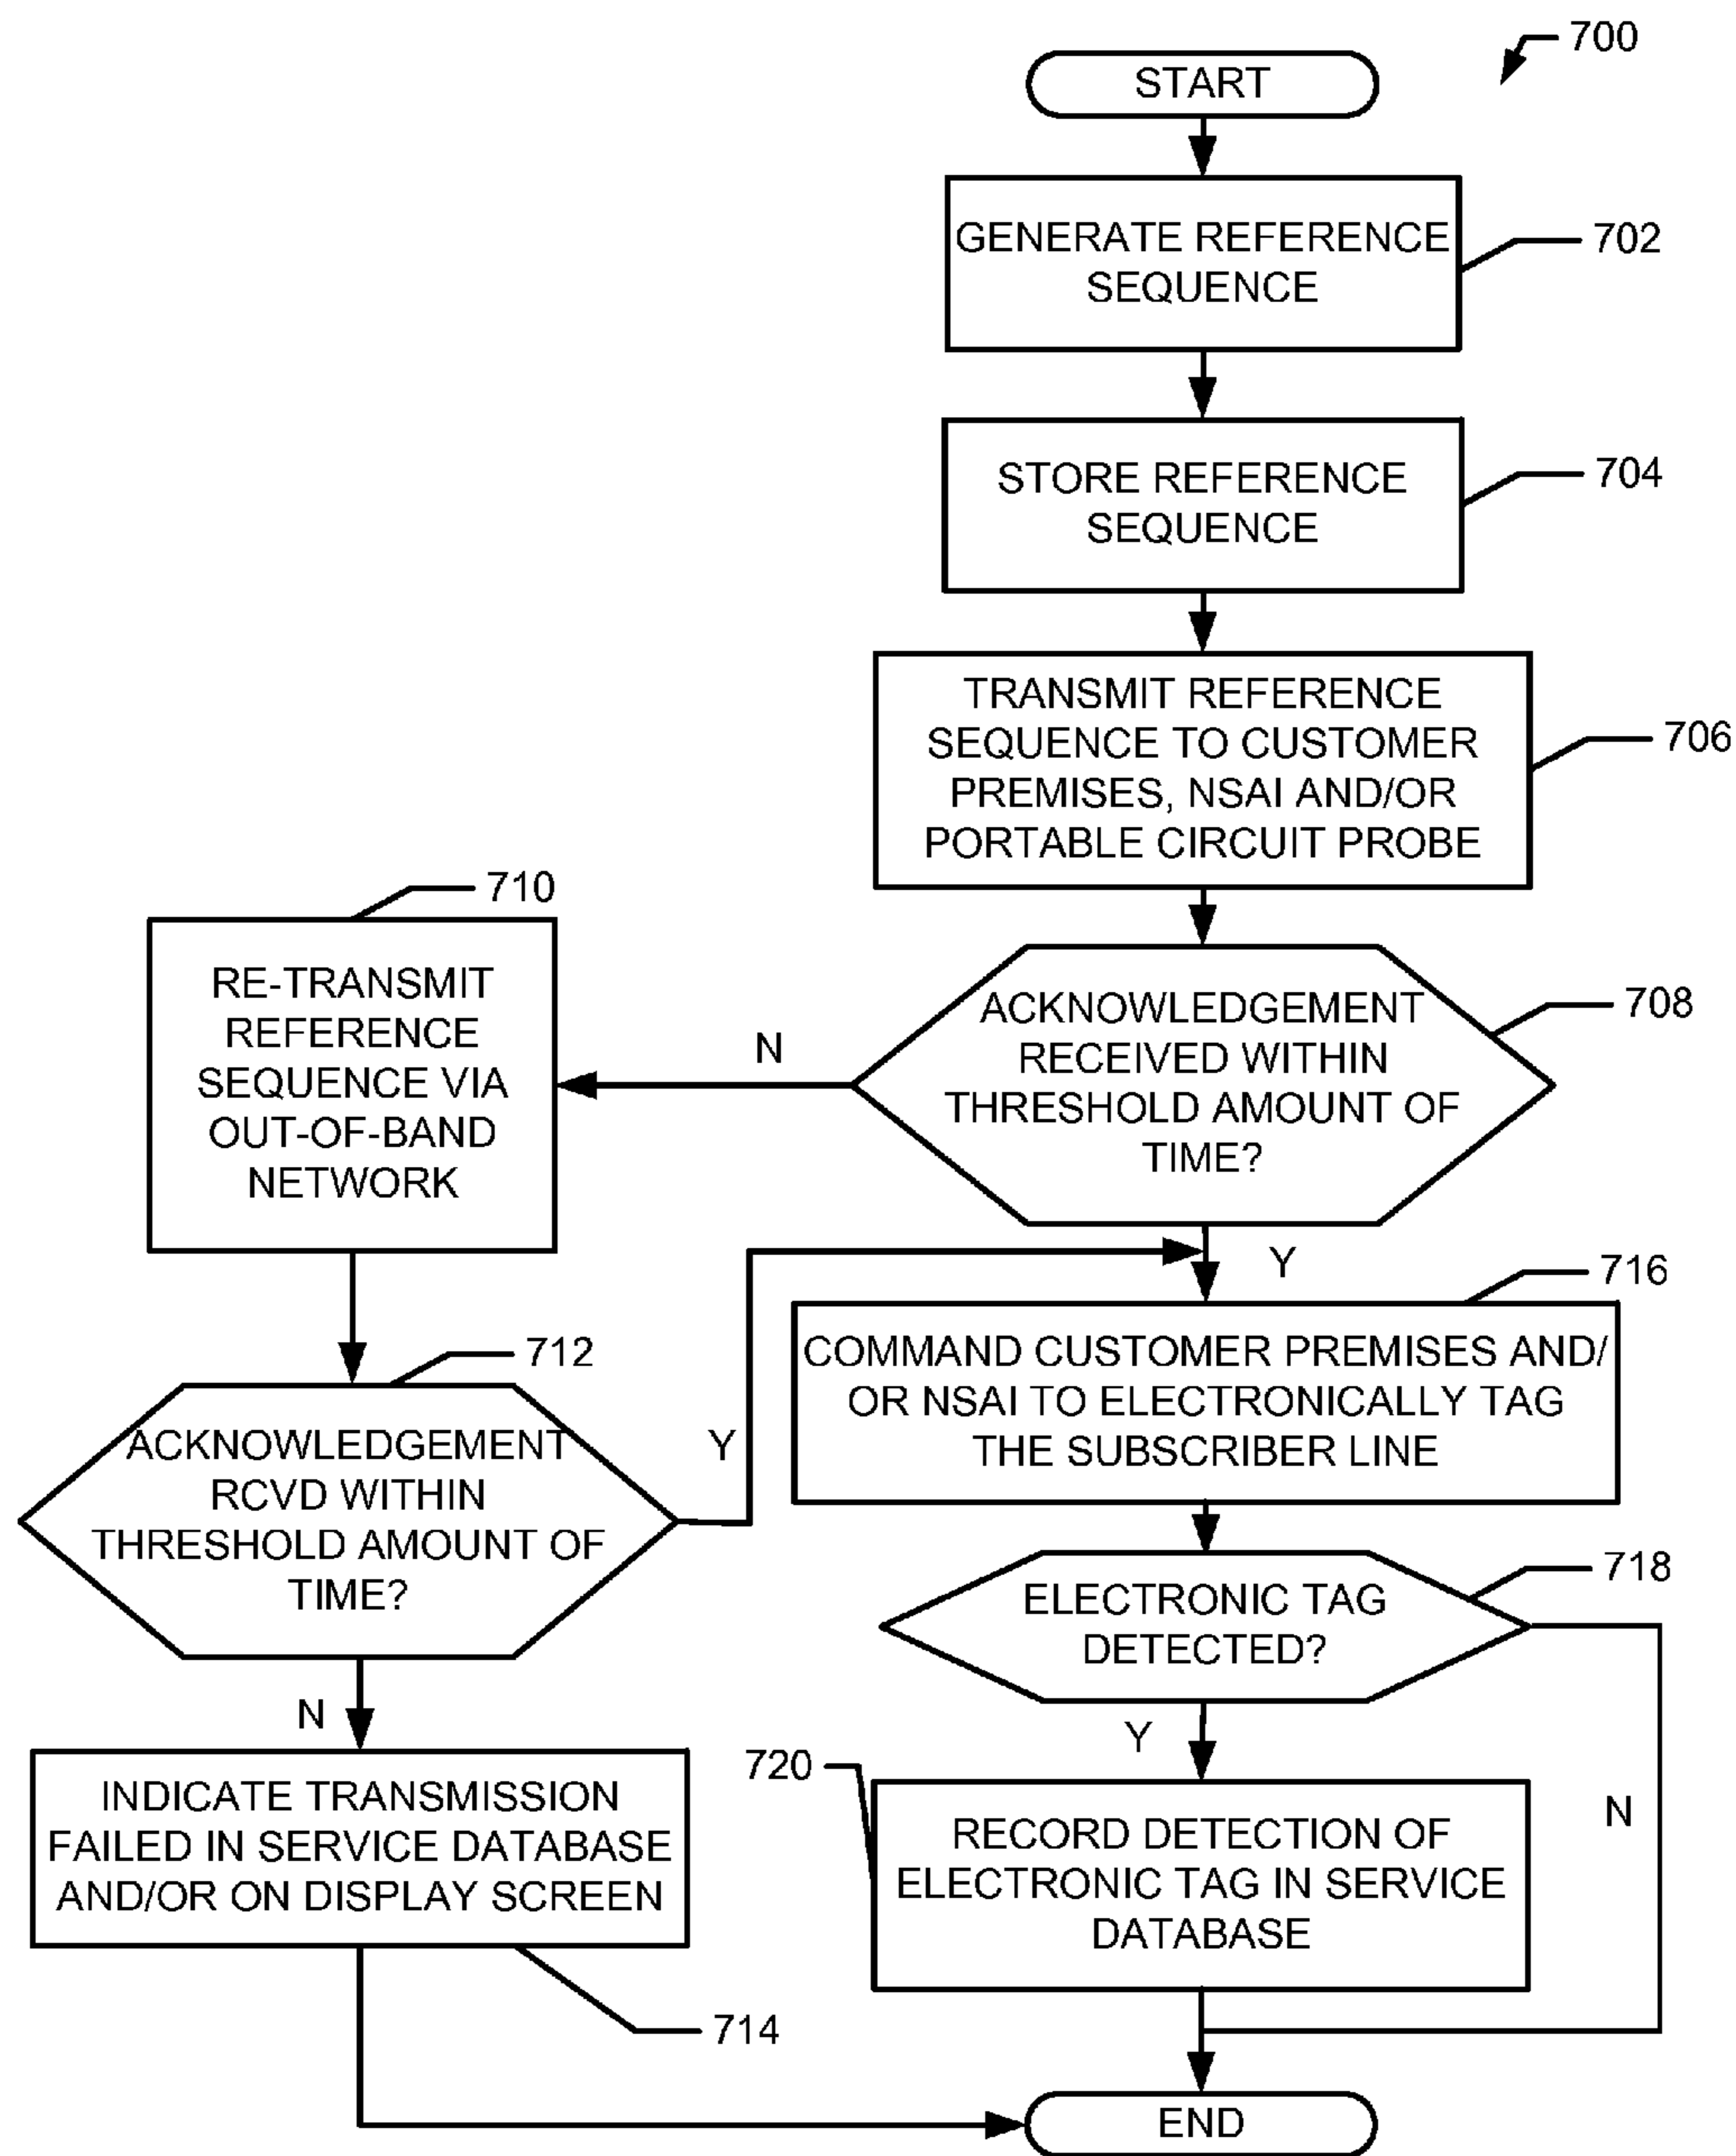 700
START
GENERATE REFERENCE
SEQUENCE
702
STORE REFERENCE
SEQUENCE
704
TRANSMIT REFERENCE
SEQUENCE TO CUSTOMER
PREMISES, NSAI AND/OR
PORTABLE CIRCUIT PROBE
706
ACKNOWLEDGEMENT
RECEIVED WITHIN
THRESHOLD AMOUNT OF
TIME?
708
N
710
RE-TRANSMIT
REFERENCE
SEQUENCE VIA
OUT-OF-BAND
NETWORK
Y
712
ACKNOWLEDGEMENT
RCVD WITHIN
THRESHOLD AMOUNT OF
TIME?
Y
716
COMMAND CUSTOMER PREMISES AND/
OR NSAI TO ELECTRONICALLY TAG
THE SUBSCRIBER LINE
718
ELECTRONIC TAG
DETECTED?
N
INDICATE TRANSMISSION
FAILED IN SERVICE DATABASE
AND/OR ON DISPLAY SCREEN
714
Y
720
RECORD DETECTION OF
ELECTRONIC TAG IN SERVICE
DATABASE
N
END